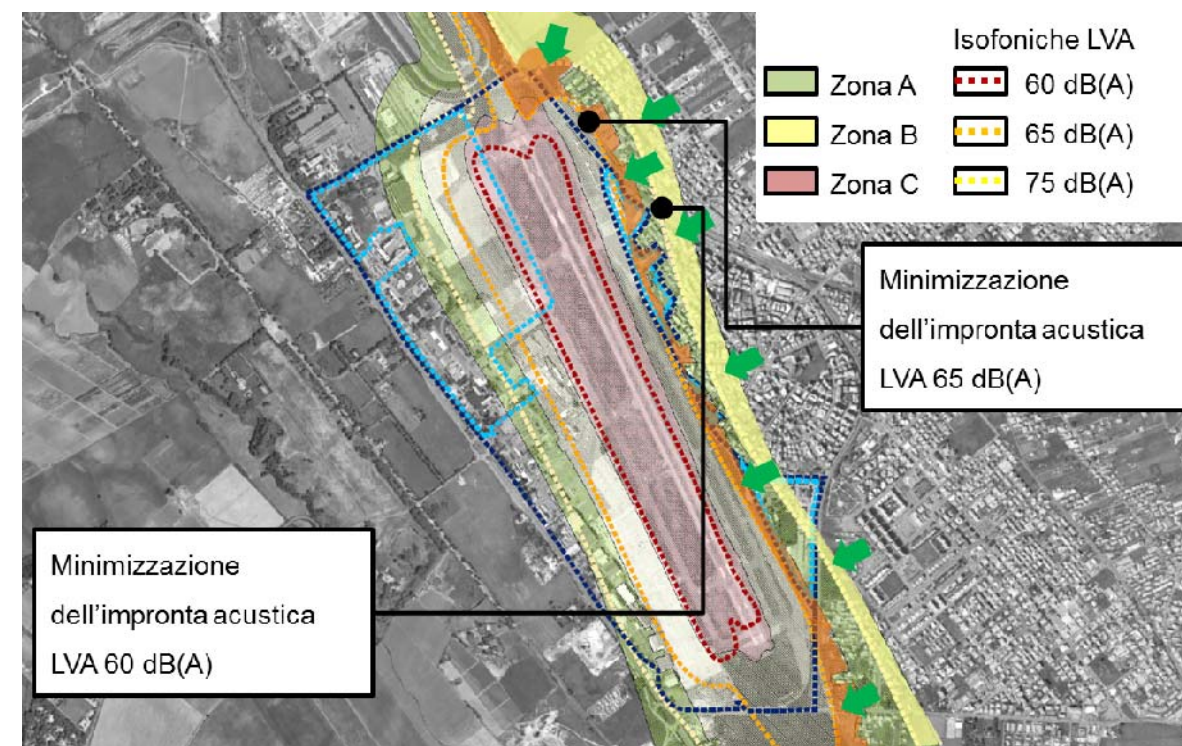 Isofoniche LVA
Zona A
60 dB(A)
Zona B
65 dB(A)
Zona C
75 dB(A)
Minimizzazione
dell'impronta acustica
LVA 65 dB(A)
Minimizzazione
dell'impronta acustica
LVA 60 dB(A)